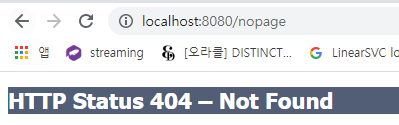 localhost:8080/nopage
앱 streaming [오라클] DISTINCT... LinearSVC lo
HTTP Status 404 – Not Found